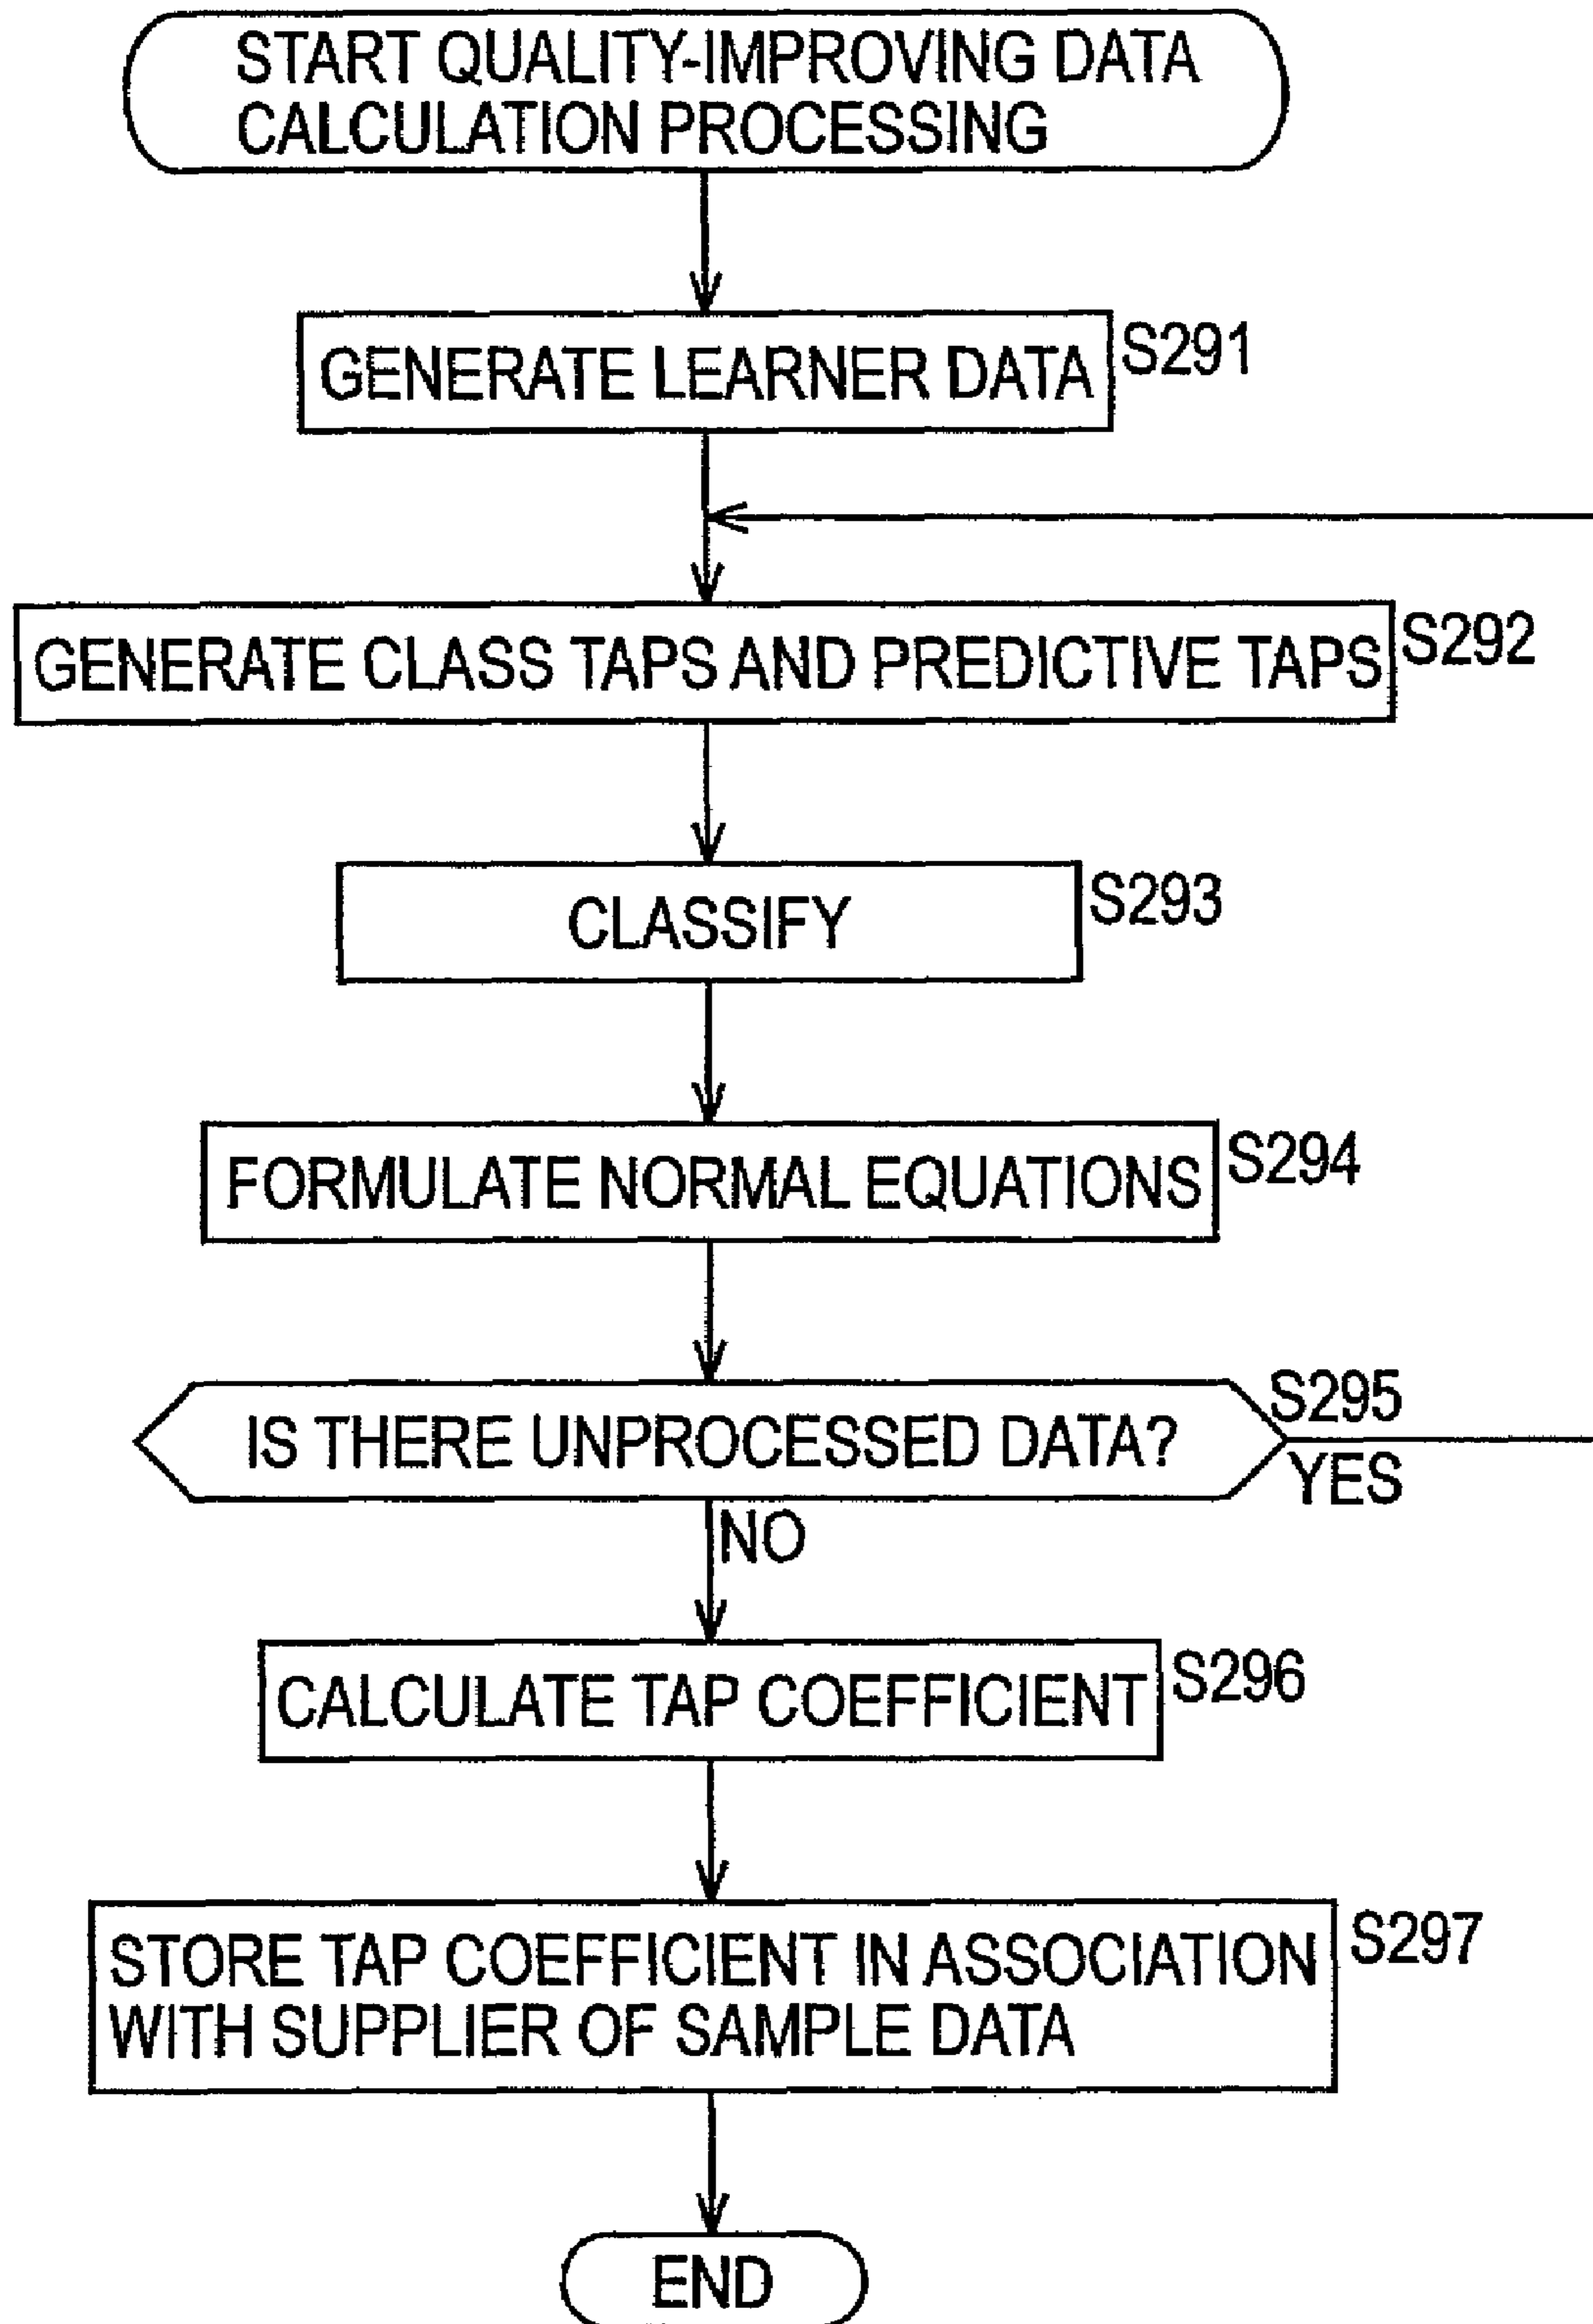 START QUALITY-IMPROVING DATA
CALCULATION PROCESSING
GENERATE LEARNER DATA
S291
GENERATE CLASS TAPS AND PREDICTIVE TAPS
S292
CLASSIFY
S293
FORMULATE NORMAL EQUATIONS
S294
IS THERE UNPROCESSED DATA?
S295
YES
NO
CALCULATE TAP COEFFICIENT
S296
STORE TAP COEFFICIENT IN ASSOCIATION
WITH SUPPLIER OF SAMPLE DATA
S297
END